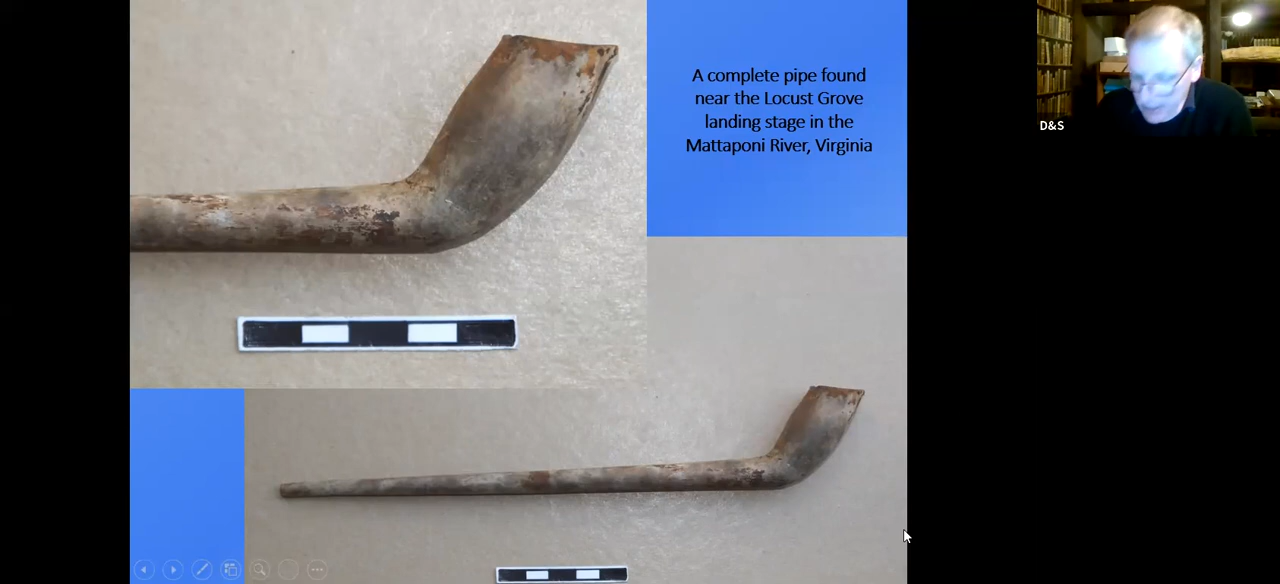 A complete pipe found
near the Locust Grove
landing stage in the
Mattaponi River, Virginia
D&S